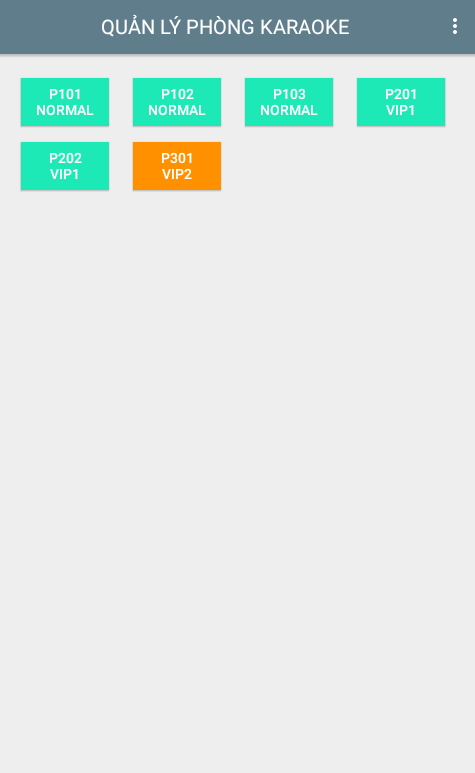 QUẢN LÝ PHÒNG KARAOKE
P101
NORMAL
P102
NORMAL
P103
NORMAL
P201
VIP1
P202
VIP1
P301
VIP2